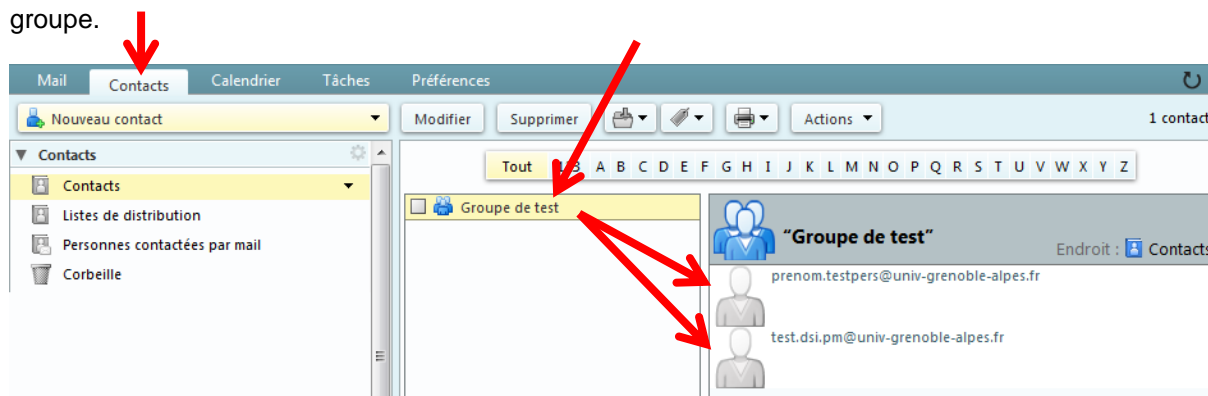 groupe.
Mail Contacts Calendrier Tâches Préférences
Nouveau contact Modifier Supprimer Actions 1 contact
Contacts
Tout A B C D E F G H I J K L M N O P Q R S T U V W X Y Z
Contacts
Groupe de test
Listes de distribution
Personnes contactées par mail
Corbeille
"Groupe de test"
Endroit : Contacts
prenom.testpers@univ-grenoble-alpes.fr
test.dsi.pm@univ-grenoble-alpes.fr